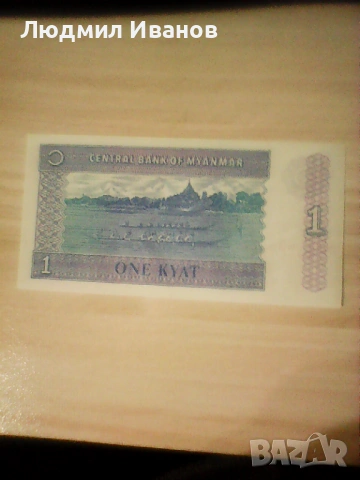 Людмил Иванов
CENTRAL BANK OF MYANMAR
1
1
ONE KYAT
BAZAR